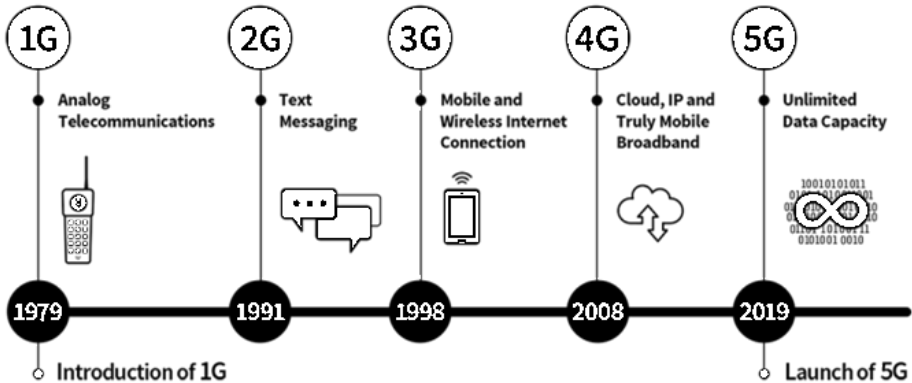 1G
2G
3G
4G
5G
Analog
Telecommunications
Text
Messaging
Mobile and
Wireless Internet
Connection
Cloud, IP and
Truly Mobile
Broadband
Unlimited
Data Capacity
10010101011
1979
1991
1998
2008
2019
Introduction of 1G
Launch of 5G